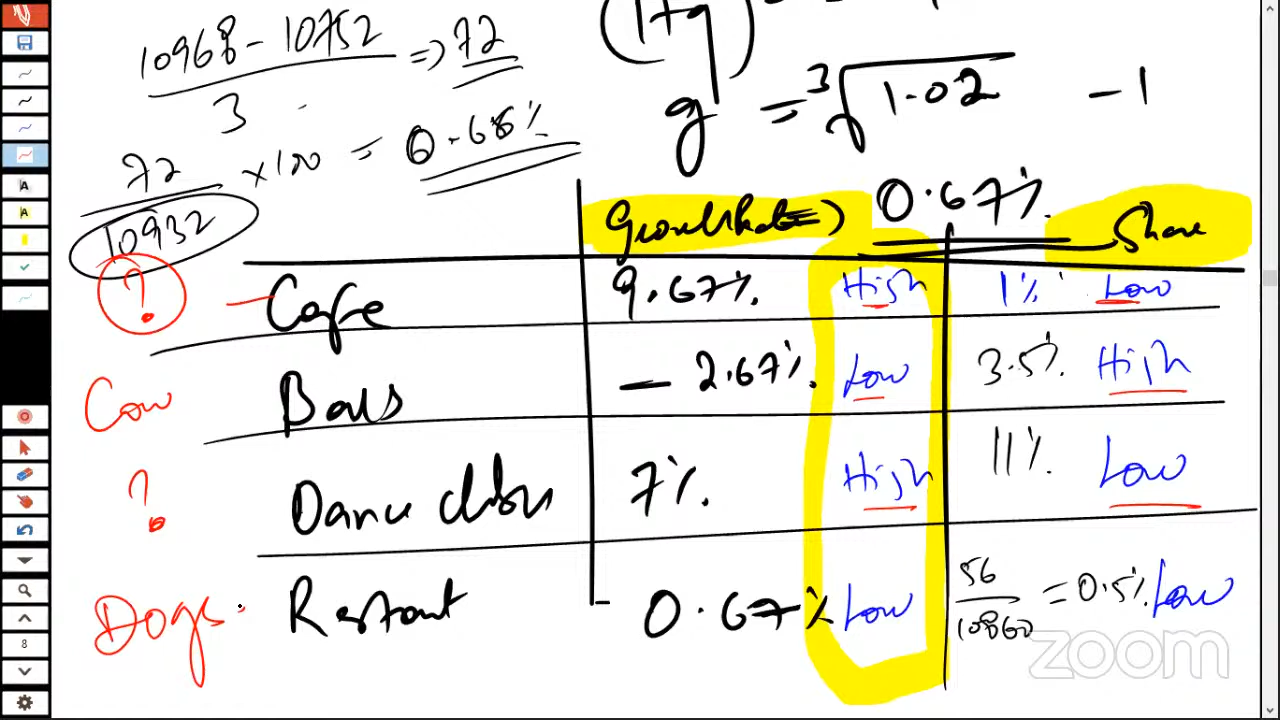 10968 - 10752 => 72
3
72 x 100 = 0.68%
10932
g = ³√1.02 - 1
0.67%
Growth Rate => Share
? - Cafe 9.67% High 1% Low
Cow Bars - 2.67% Low 3.5% High
? Dance clubs 7% High 11% Low
Dogs. - 0.67% Low 56 / 10860 = 0.5% Low
zoom